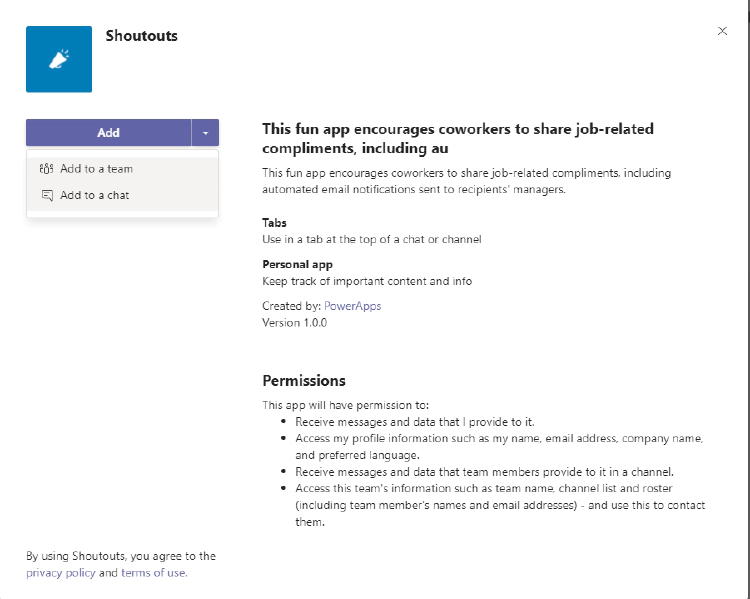 Shoutouts
Add
Add to a team
Add to a chat
This fun app encourages coworkers to share job-related
compliments, including au
This fun app encourages coworkers to share job-related compliments, including
automated email notifications sent to recipients' managers.
Tabs
Use in a tab at the top of a chat or channel
Personal app
Keep track of important content and info
Created by: PowerApps
Version 1.0.0
Permissions
This app will have permission to:
• Receive messages and data that I provide to it.
• Access my profile information such as my name, email address, company name,
and preferred language.
• Receive messages and data that team members provide to it in a channel.
• Access this team's information such as team name, channel list and roster
(including team member's names and email addresses) - and use this to contact
them.
By using Shoutouts, you agree to the
privacy policy and terms of use.